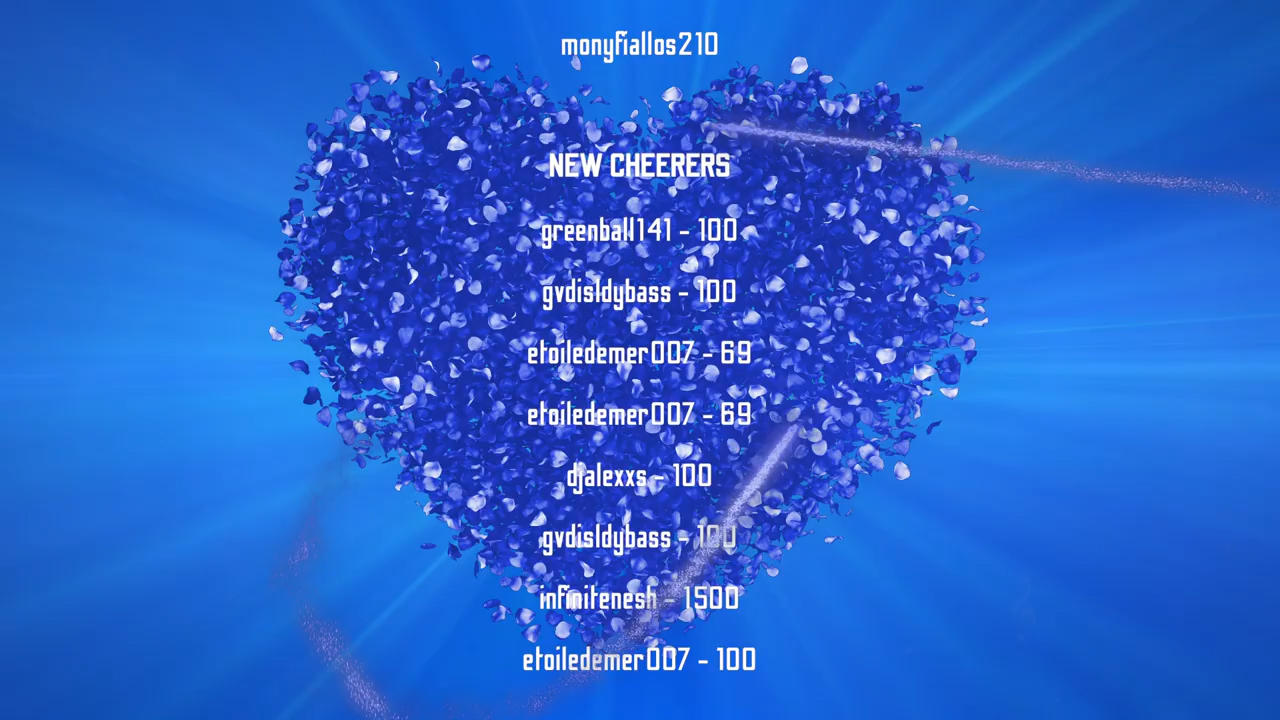 monyfiallos210
NEW CHEERERS
greenball141 - 100
gvdisldybass - 100
etoiledemer007 - 69
etoiledemer007 - 69
djalexxs - 100
gvdisldybass - 100
infinitenesh - 1500
etoiledemer007 - 100